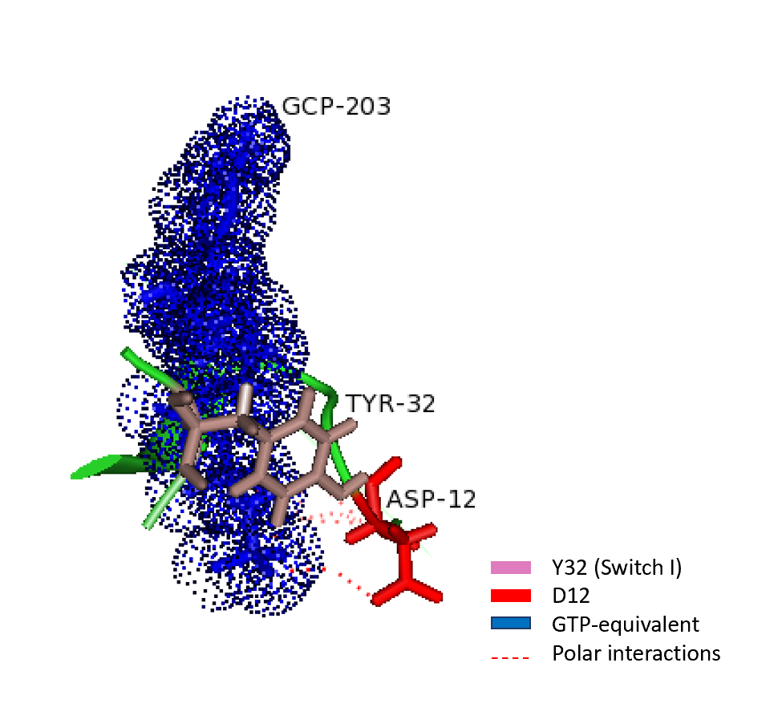 GCP-203
TYR-32
ASP-12
Y32 (Switch I)
D12
GTP-equivalent
Polar interactions